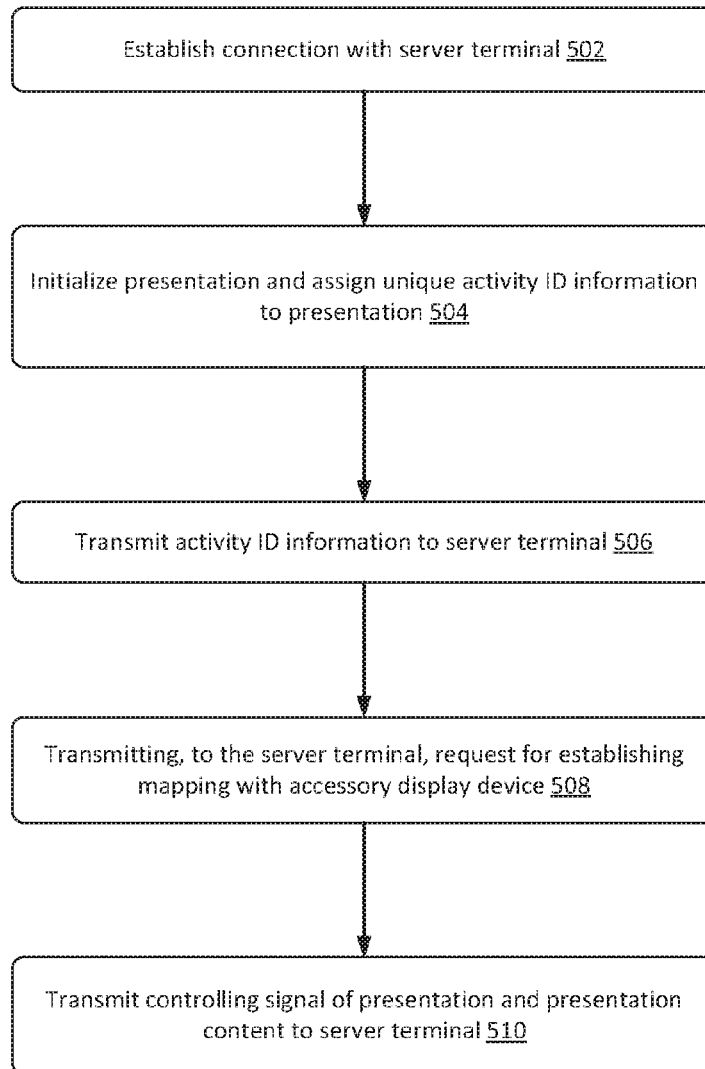 Establish connection with server terminal 502
Initialize presentation and assign unique activity ID information
to presentation 504
Transmit activity ID information to server terminal 506
Transmitting, to the server terminal, request for establishing
mapping with accessory display device 508
Transmit controlling signal of presentation and presentation
content to server terminal 510